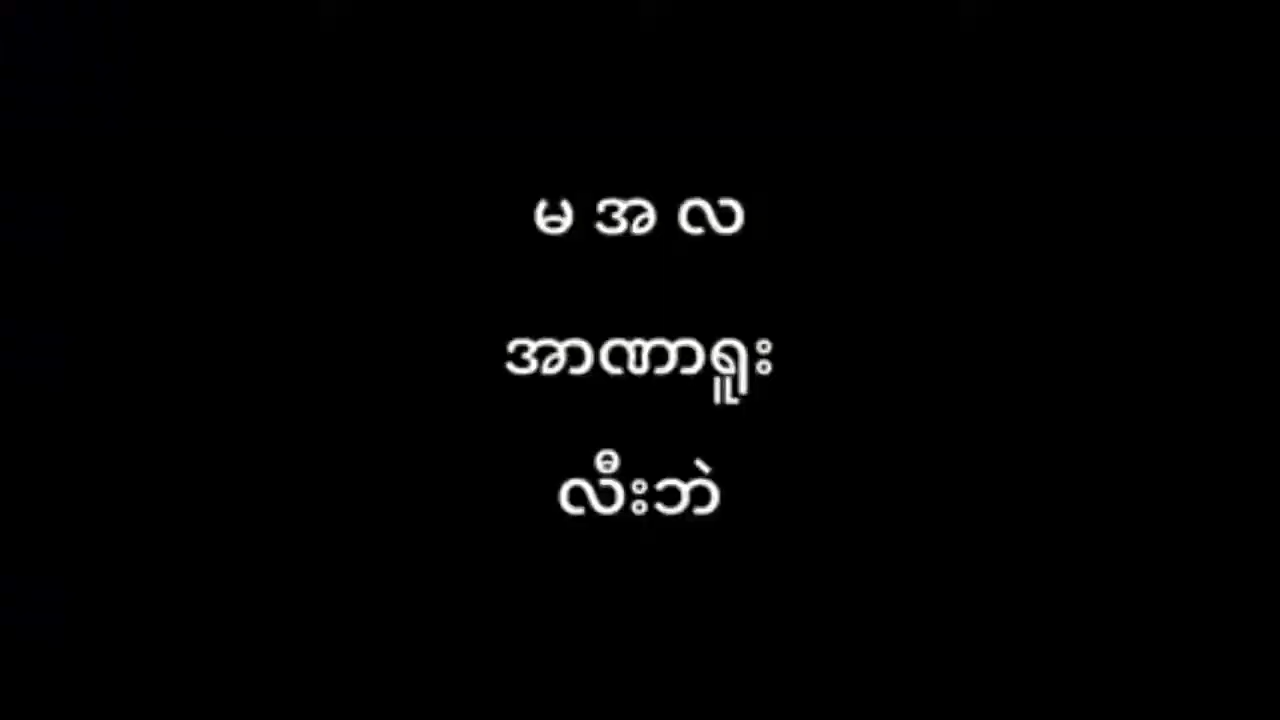 မ အ လ
အာဏာရူး
လီးဘဲ